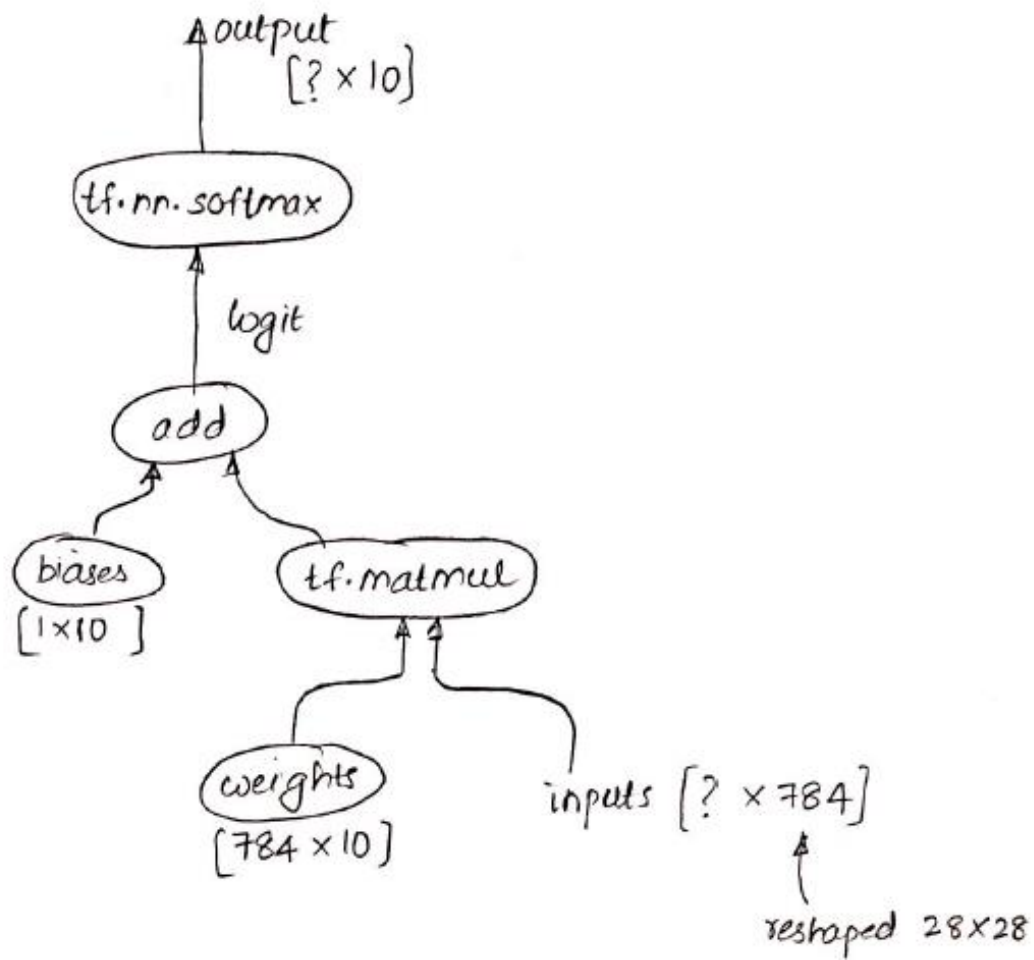 output
[? × 10]
tf.nn.softmax
logit
add
biases
[1×10 ]
tf.matmul
weights
[784 × 10]
inputs [? × 784]
reshaped 28×28